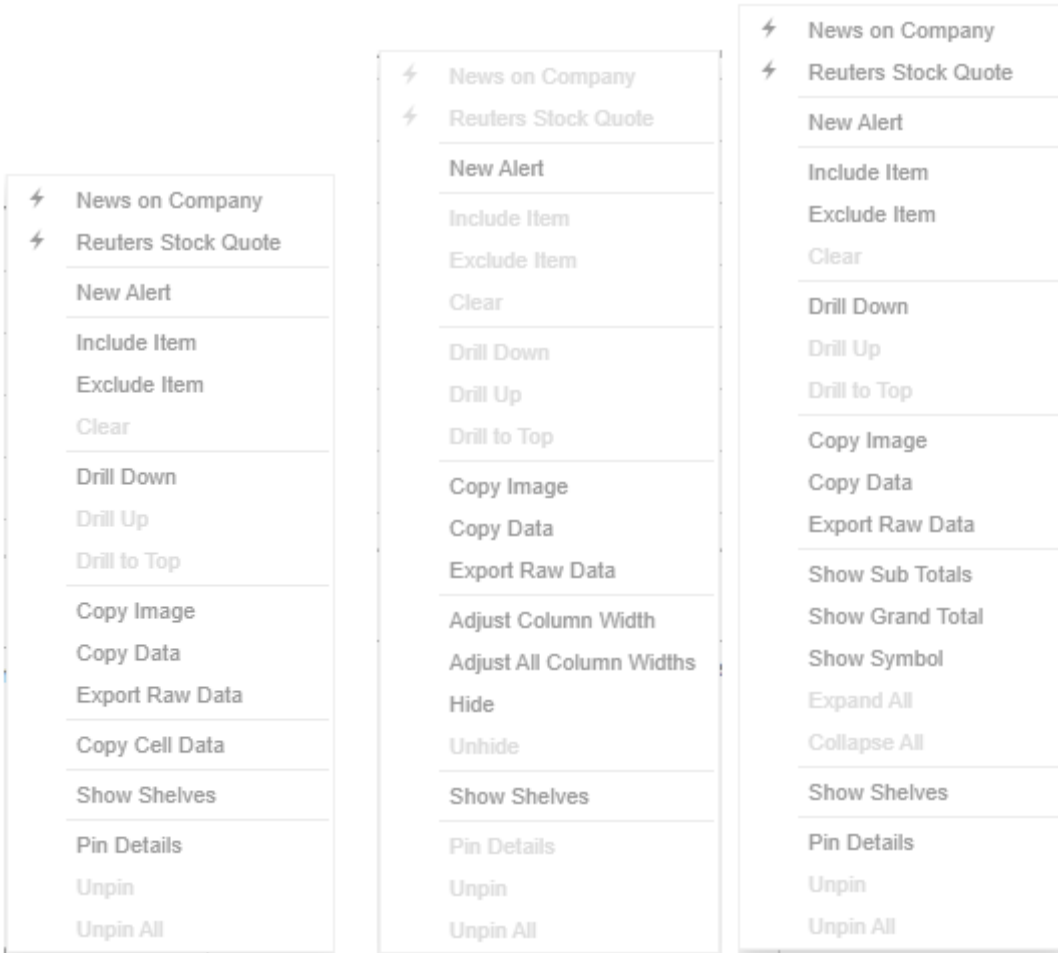 News on Company
Reuters Stock Quote
New Alert
Include Item
Exclude Item
Clear
Drill Down
Drill Up
Drill to Top
Copy Image
Copy Data
Export Raw Data
Copy Cell Data
Show Shelves
Pin Details
Unpin
Unpin All
News on Company
Reuters Stock Quote
New Alert
Include Item
Exclude Item
Clear
Drill Down
Drill Up
Drill to Top
Copy Image
Copy Data
Export Raw Data
Adjust Column Width
Adjust All Column Widths
Hide
Unhide
Show Shelves
Pin Details
Unpin
Unpin All
News on Company
Reuters Stock Quote
New Alert
Include Item
Exclude Item
Clear
Drill Down
Drill Up
Drill to Top
Copy Image
Copy Data
Export Raw Data
Show Sub Totals
Show Grand Total
Show Symbol
Expand All
Collapse All
Show Shelves
Pin Details
Unpin
Unpin All